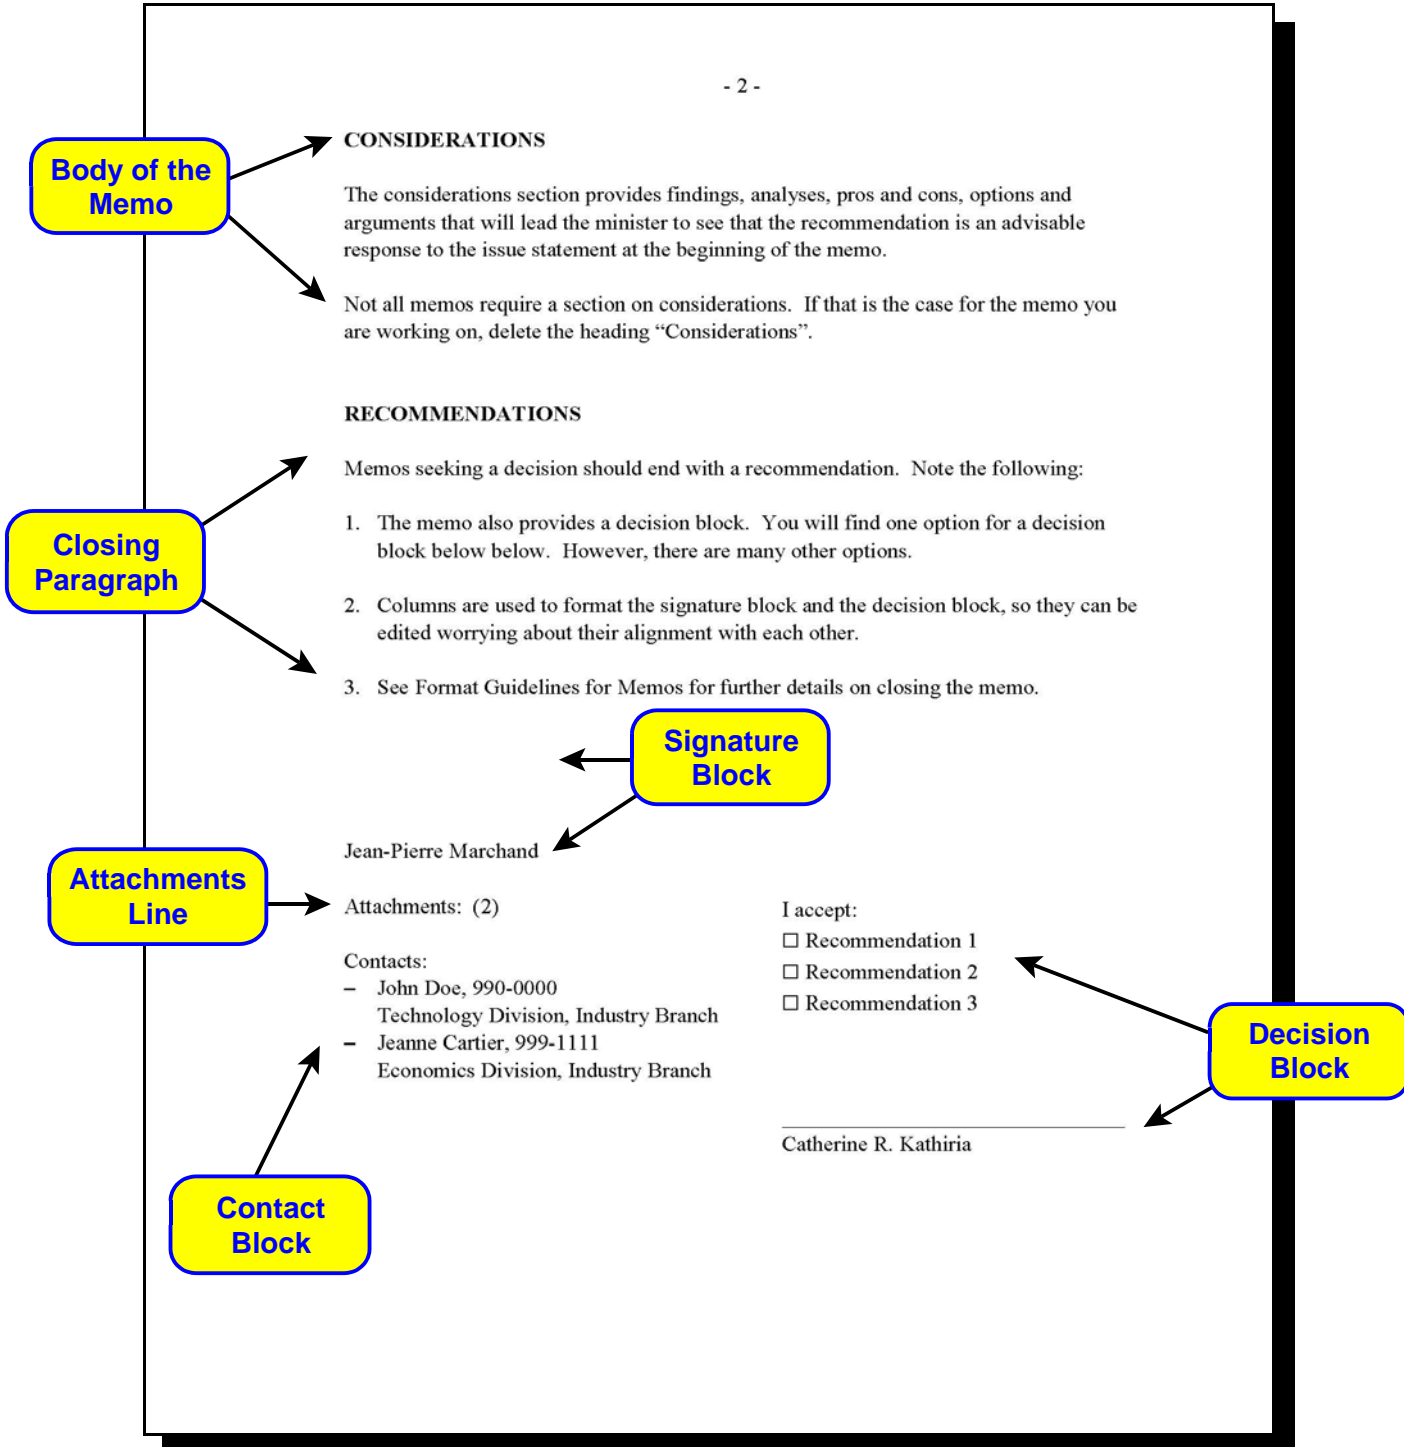 - 2 -
CONSIDERATIONS
Body of the
Memo
The considerations section provides findings, analyses, pros and cons, options and
arguments that will lead the minister to see that the recommendation is an advisable
response to the issue statement at the beginning of the memo.
Not all memos require a section on considerations.  If that is the case for the memo you
are working on, delete the heading “Considerations”.
RECOMMENDATIONS
Memos seeking a decision should end with a recommendation.  Note the following:
Closing
Paragraph
1. The memo also provides a decision block.  You will find one option for a decision
block below below.  However, there are many other options.
2. Columns are used to format the signature block and the decision block, so they can be
edited worrying about their alignment with each other.
3. See Format Guidelines for Memos for further details on closing the memo.
Signature
Block
Jean-Pierre Marchand
Attachments
Line
Attachments:  (2)
Contacts:
– John Doe, 990-0000
Technology Division, Industry Branch
– Jeanne Cartier, 999-1111
Economics Division, Industry Branch
I accept:
☐ Recommendation 1
☐ Recommendation 2
☐ Recommendation 3
Decision
Block
Catherine R. Kathiria
Contact
Block